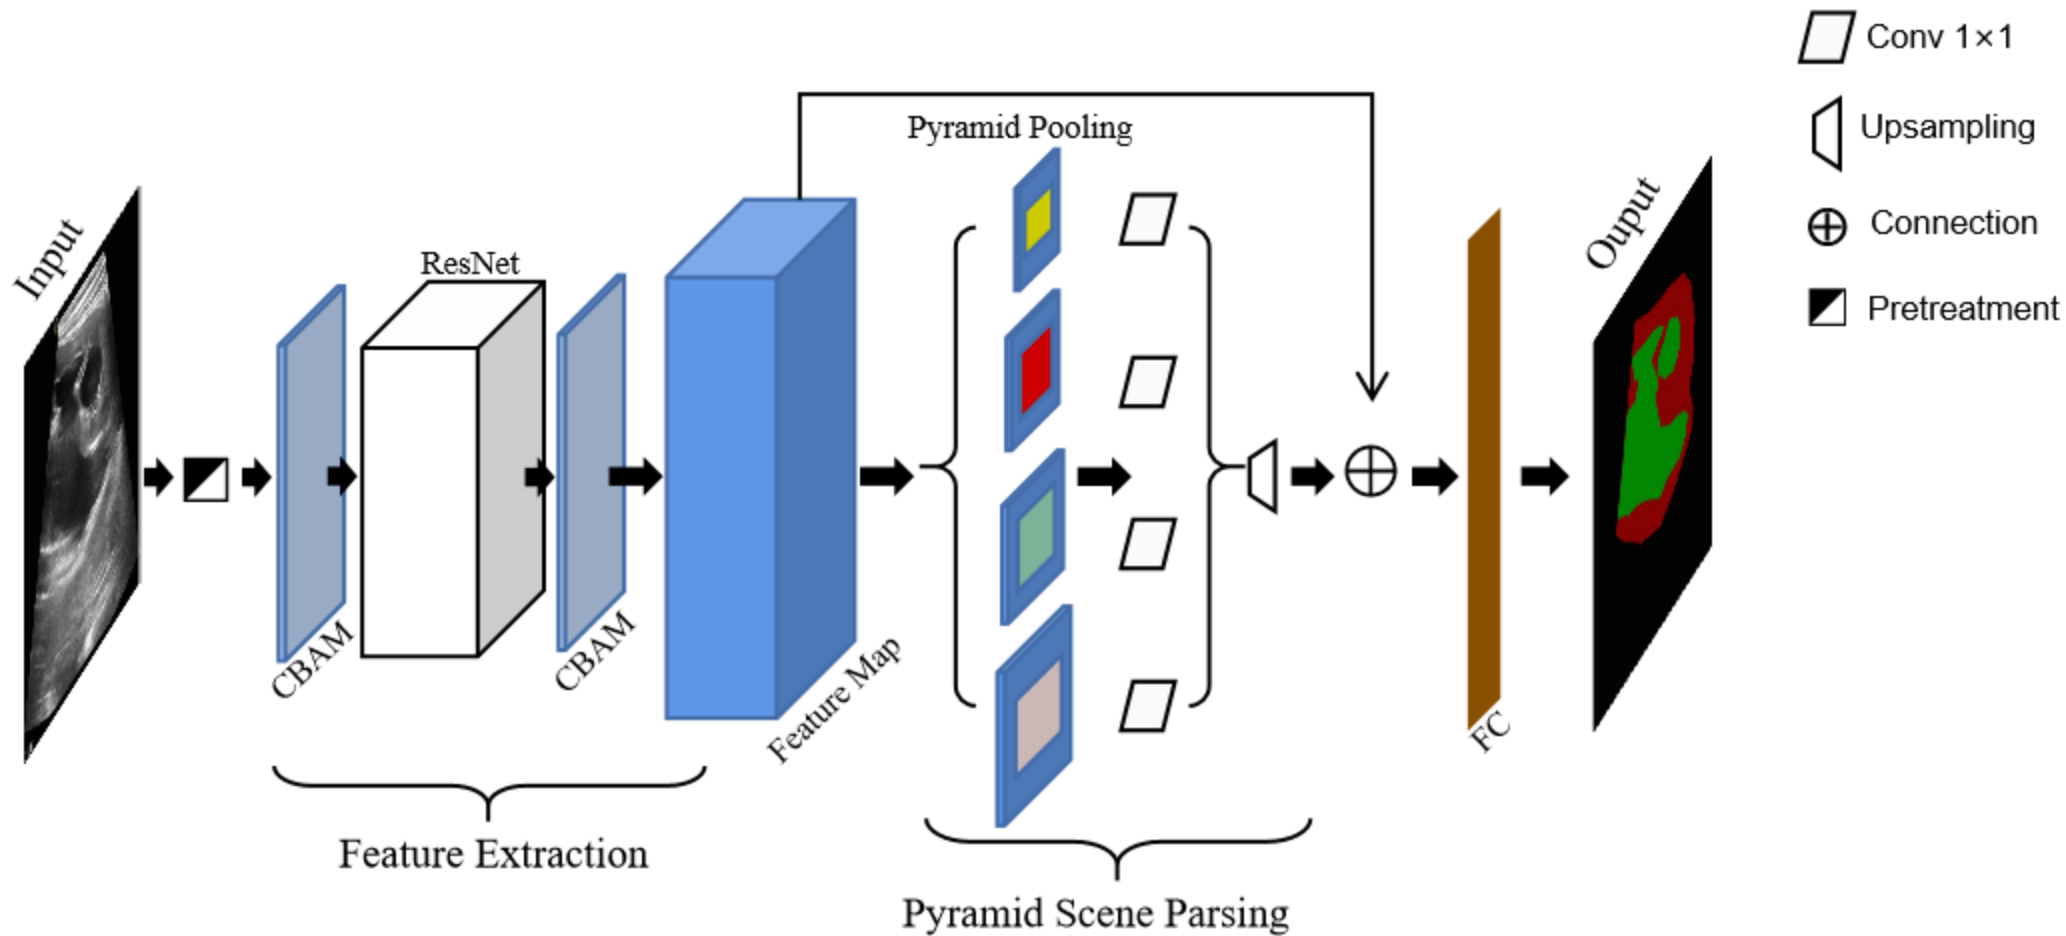 Input
CBAM
ResNet
CBAM
Feature Map
Feature Extraction
Pyramid Pooling
Pyramid Scene Parsing
FC
Ouput
Conv 1×1
Upsampling
Connection
Pretreatment